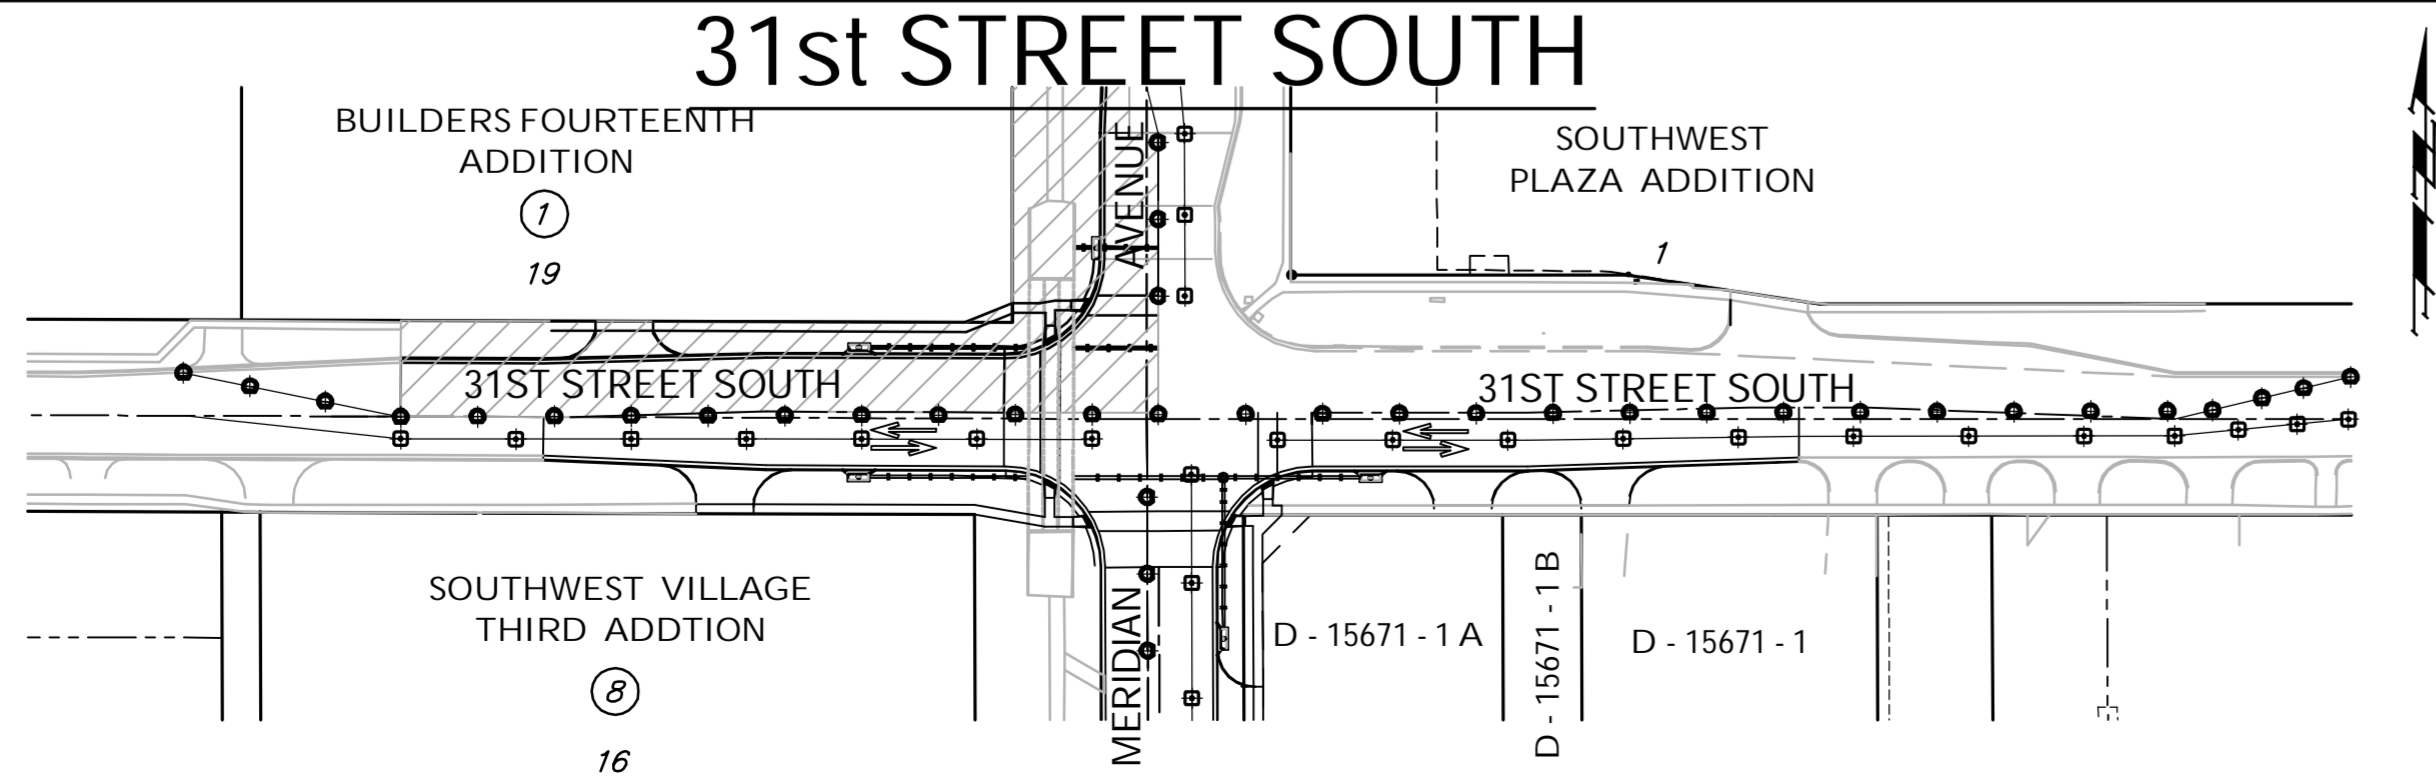 31st STREET SOUTH
BUILDERS FOURTEENTH
ADDITION
1
19
AVENUE
SOUTHWEST
PLAZA ADDITION
1
31ST STREET SOUTH
31ST STREET SOUTH
SOUTHWEST VILLAGE
THIRD ADDTION
8
16
MERIDIAN
D - 15671 - 1 A
D - 15671 - 1 B
D - 15671 - 1